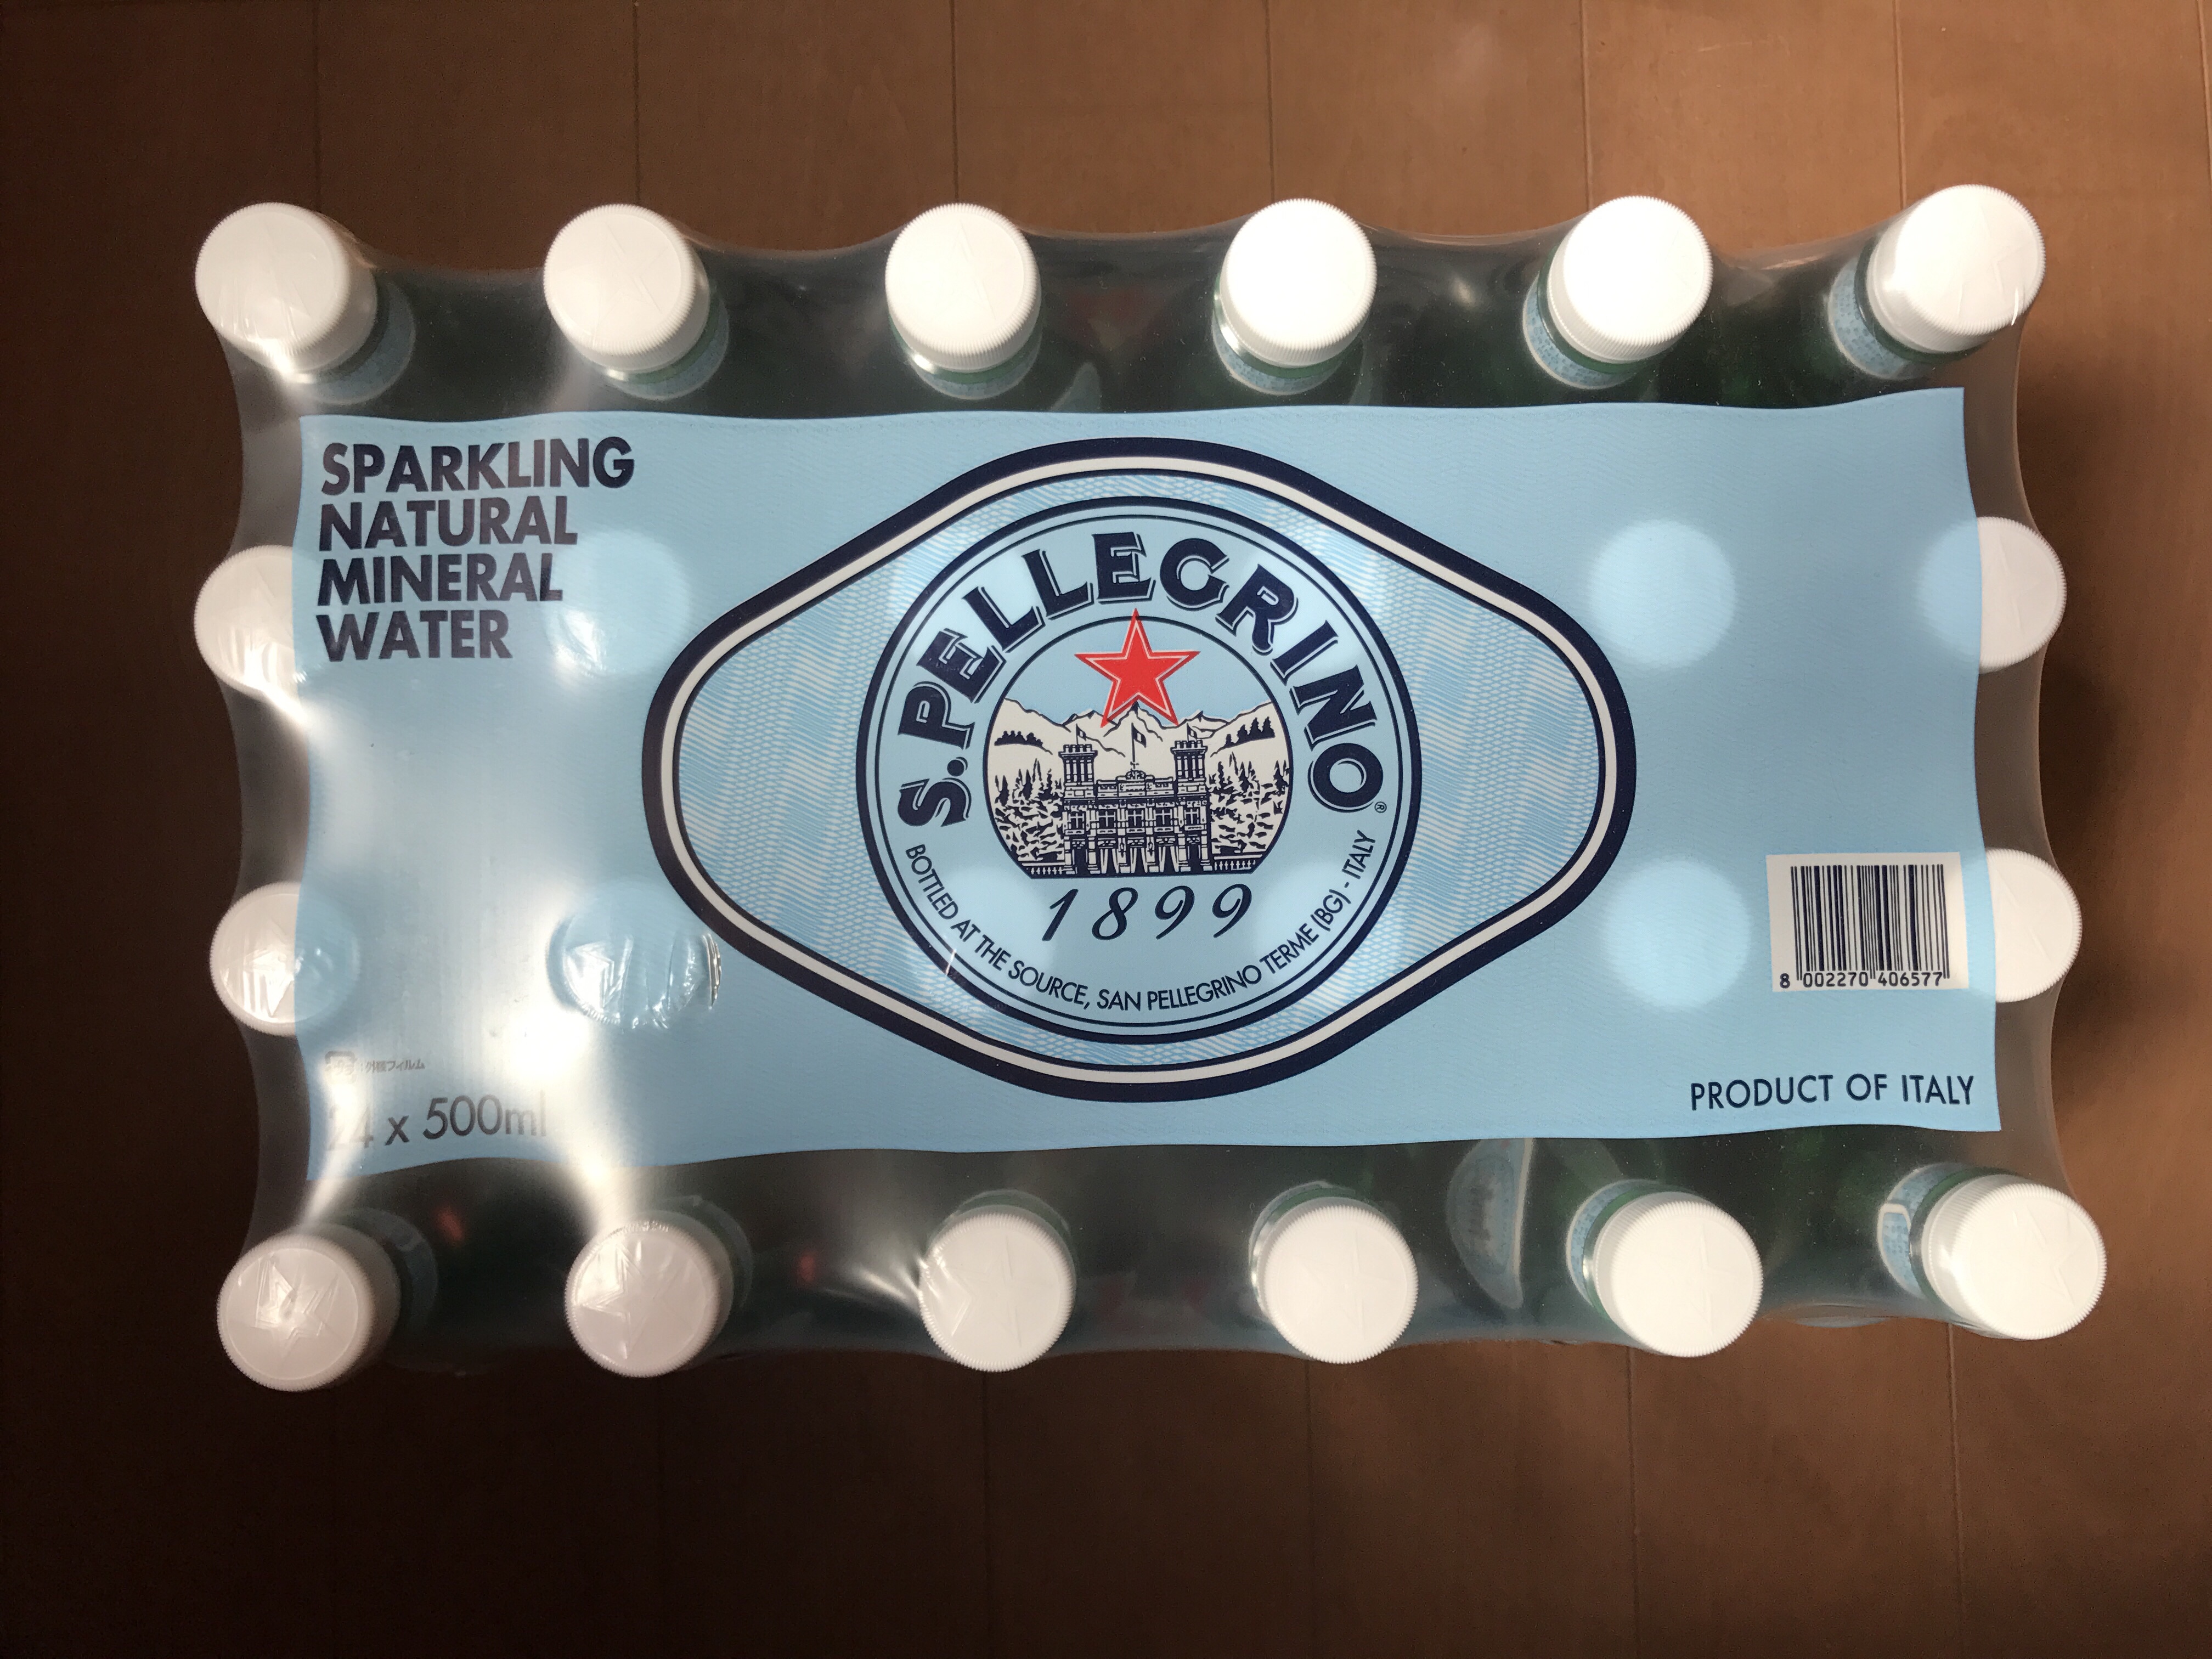 SPARKLING
NATURAL
MINERAL
WATER
S.PELLEGRINO®
1899
BOTTLED AT THE SOURCE, SAN PELLEGRINO TERME (BG) - ITALY
8 002270 406577
外装フィルム
24 x 500ml
PRODUCT OF ITALY